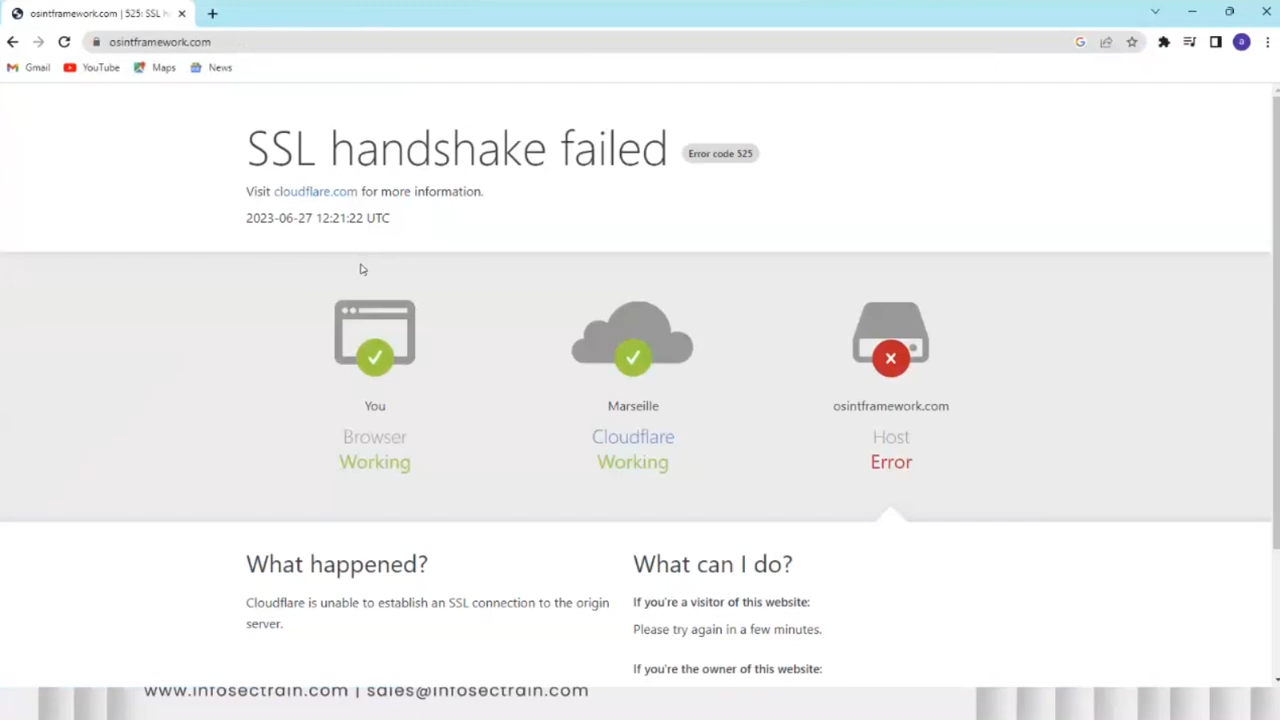 osintframework.com | 525: SSL h
osintframework.com
a
Gmail YouTube Maps News
SSL handshake failed Error code 525
Visit cloudflare.com for more information.
2023-06-27 12:21:22 UTC
You
Browser
Working
Marseille
Cloudflare
Working
osintframework.com
Host
Error
What happened?
Cloudflare is unable to establish an SSL connection to the origin
server.
What can I do?
If you're a visitor of this website:
Please try again in a few minutes.
If you're the owner of this website:
www.infosectrain.com | sales@infosectrain.com